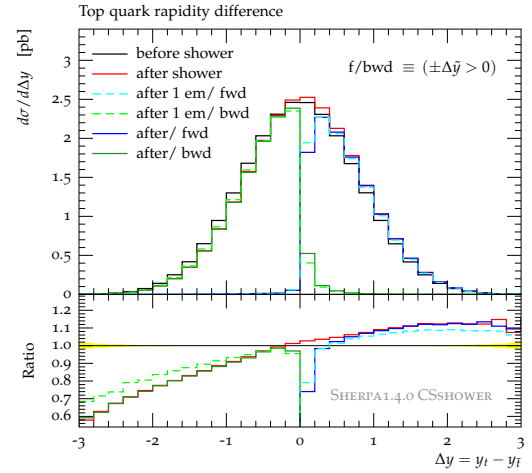 Top quark rapidity difference
dσ/dΔy [pb]
before shower
after shower
after 1 em/ fwd
after 1 em/ bwd
after/ fwd
after/ bwd
f/bwd ≡ (±Δỹ > 0)
3
2.5
2
1.5
1
0.5
0
Ratio
1.2
1.1
1.0
0.9
0.8
0.7
0.6
SHERPA1.4.0 CSSHOWER
-3 -2 -1 0 1 2 3
Δy = y_t − y_t̄